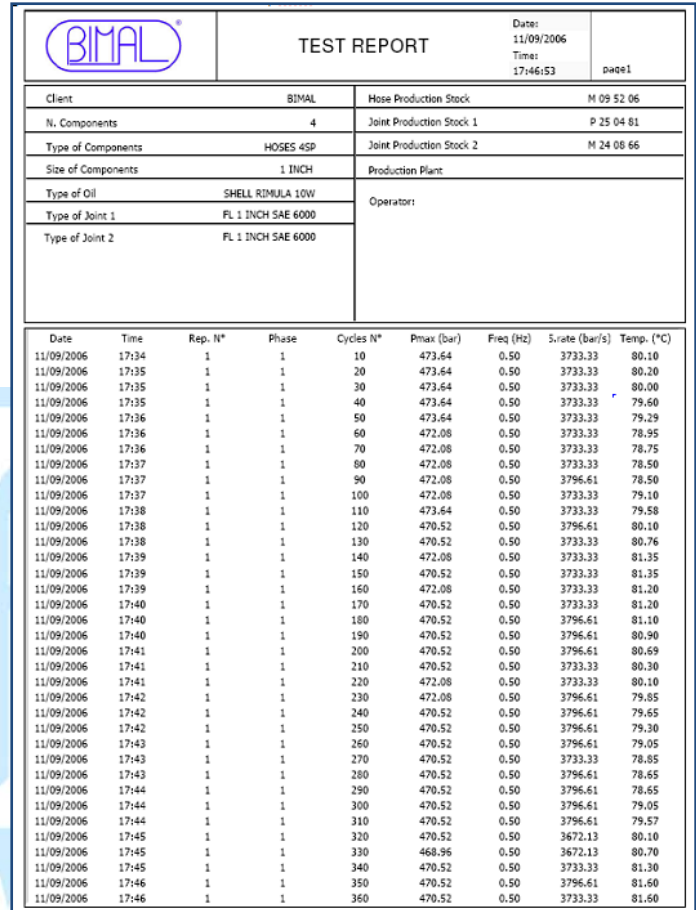 BIMAL
TEST REPORT
Date:
11/09/2006
Time:
17:46:53
page1
Client BIMAL
N. Components 4
Type of Components HOSES 4SP
Size of Components 1 INCH
Type of Oil SHELL RIMULA 10W
Type of Joint 1 FL 1 INCH SAE 6000
Type of Joint 2 FL 1 INCH SAE 6000
Hose Production Stock M 09 52 06
Joint Production Stock 1 P 25 04 81
Joint Production Stock 2 M 24 08 66
Production Plant
Operator:
Date Time Rep. N° Phase Cycles N° Pmax (bar) Freq (Hz) S.rate (bar/s) Temp. (°C)
11/09/2006 17:34 1 1 10 473.64 0.50 3733.33 80.10
11/09/2006 17:35 1 1 20 473.64 0.50 3733.33 80.20
11/09/2006 17:35 1 1 30 473.64 0.50 3733.33 80.00
11/09/2006 17:35 1 1 40 473.64 0.50 3733.33 79.60
11/09/2006 17:36 1 1 50 473.64 0.50 3733.33 79.29
11/09/2006 17:36 1 1 60 472.08 0.50 3733.33 78.95
11/09/2006 17:36 1 1 70 472.08 0.50 3733.33 78.75
11/09/2006 17:37 1 1 80 472.08 0.50 3733.33 78.50
11/09/2006 17:37 1 1 90 472.08 0.50 3796.61 78.50
11/09/2006 17:37 1 1 100 472.08 0.50 3733.33 79.10
11/09/2006 17:38 1 1 110 473.64 0.50 3733.33 79.58
11/09/2006 17:38 1 1 120 470.52 0.50 3796.61 80.10
11/09/2006 17:38 1 1 130 470.52 0.50 3733.33 80.76
11/09/2006 17:39 1 1 140 472.08 0.50 3733.33 81.35
11/09/2006 17:39 1 1 150 470.52 0.50 3733.33 81.35
11/09/2006 17:39 1 1 160 472.08 0.50 3733.33 81.20
11/09/2006 17:40 1 1 170 470.52 0.50 3733.33 81.20
11/09/2006 17:40 1 1 180 470.52 0.50 3796.61 81.10
11/09/2006 17:40 1 1 190 470.52 0.50 3796.61 80.90
11/09/2006 17:41 1 1 200 470.52 0.50 3796.61 80.69
11/09/2006 17:41 1 1 210 470.52 0.50 3733.33 80.30
11/09/2006 17:41 1 1 220 472.08 0.50 3733.33 80.10
11/09/2006 17:42 1 1 230 472.08 0.50 3796.61 79.85
11/09/2006 17:42 1 1 240 470.52 0.50 3796.61 79.65
11/09/2006 17:42 1 1 250 470.52 0.50 3796.61 79.30
11/09/2006 17:43 1 1 260 470.52 0.50 3796.61 79.05
11/09/2006 17:43 1 1 270 470.52 0.50 3733.33 78.85
11/09/2006 17:43 1 1 280 470.52 0.50 3796.61 78.65
11/09/2006 17:44 1 1 290 470.52 0.50 3796.61 78.65
11/09/2006 17:44 1 1 300 470.52 0.50 3796.61 79.05
11/09/2006 17:44 1 1 310 470.52 0.50 3796.61 79.57
11/09/2006 17:45 1 1 320 470.52 0.50 3672.13 80.10
11/09/2006 17:45 1 1 330 468.96 0.50 3672.13 80.70
11/09/2006 17:45 1 1 340 470.52 0.50 3733.33 81.30
11/09/2006 17:46 1 1 350 470.52 0.50 3796.61 81.60
11/09/2006 17:46 1 1 360 470.52 0.50 3733.33 81.60